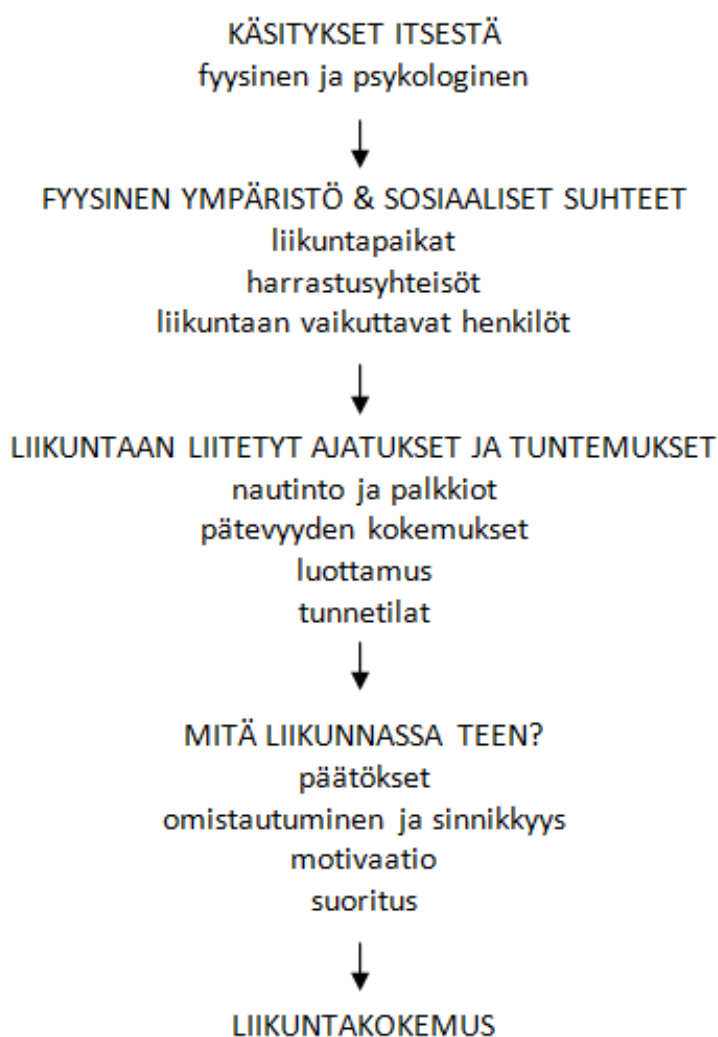 KÄSITYKSET ITSESTÄ
fyysinen ja psykologinen
FYYSINEN YMPÄRISTÖ & SOSIAALISET SUHTEET
liikuntapaikat
harrastusyhteisöt
liikuntaan vaikuttavat henkilöt
LIIKUNTAAN LIITETYT AJATUKSET JA TUNTEMUKSET
nautinto ja palkkiot
pätevyyden kokemukset
luottamus
tunnetilat
MITÄ LIIKUNNASSA TEEN?
päätökset
omistautuminen ja sinnikkyys
motivaatio
suoritus
LIIKUNTAKOKEMUS